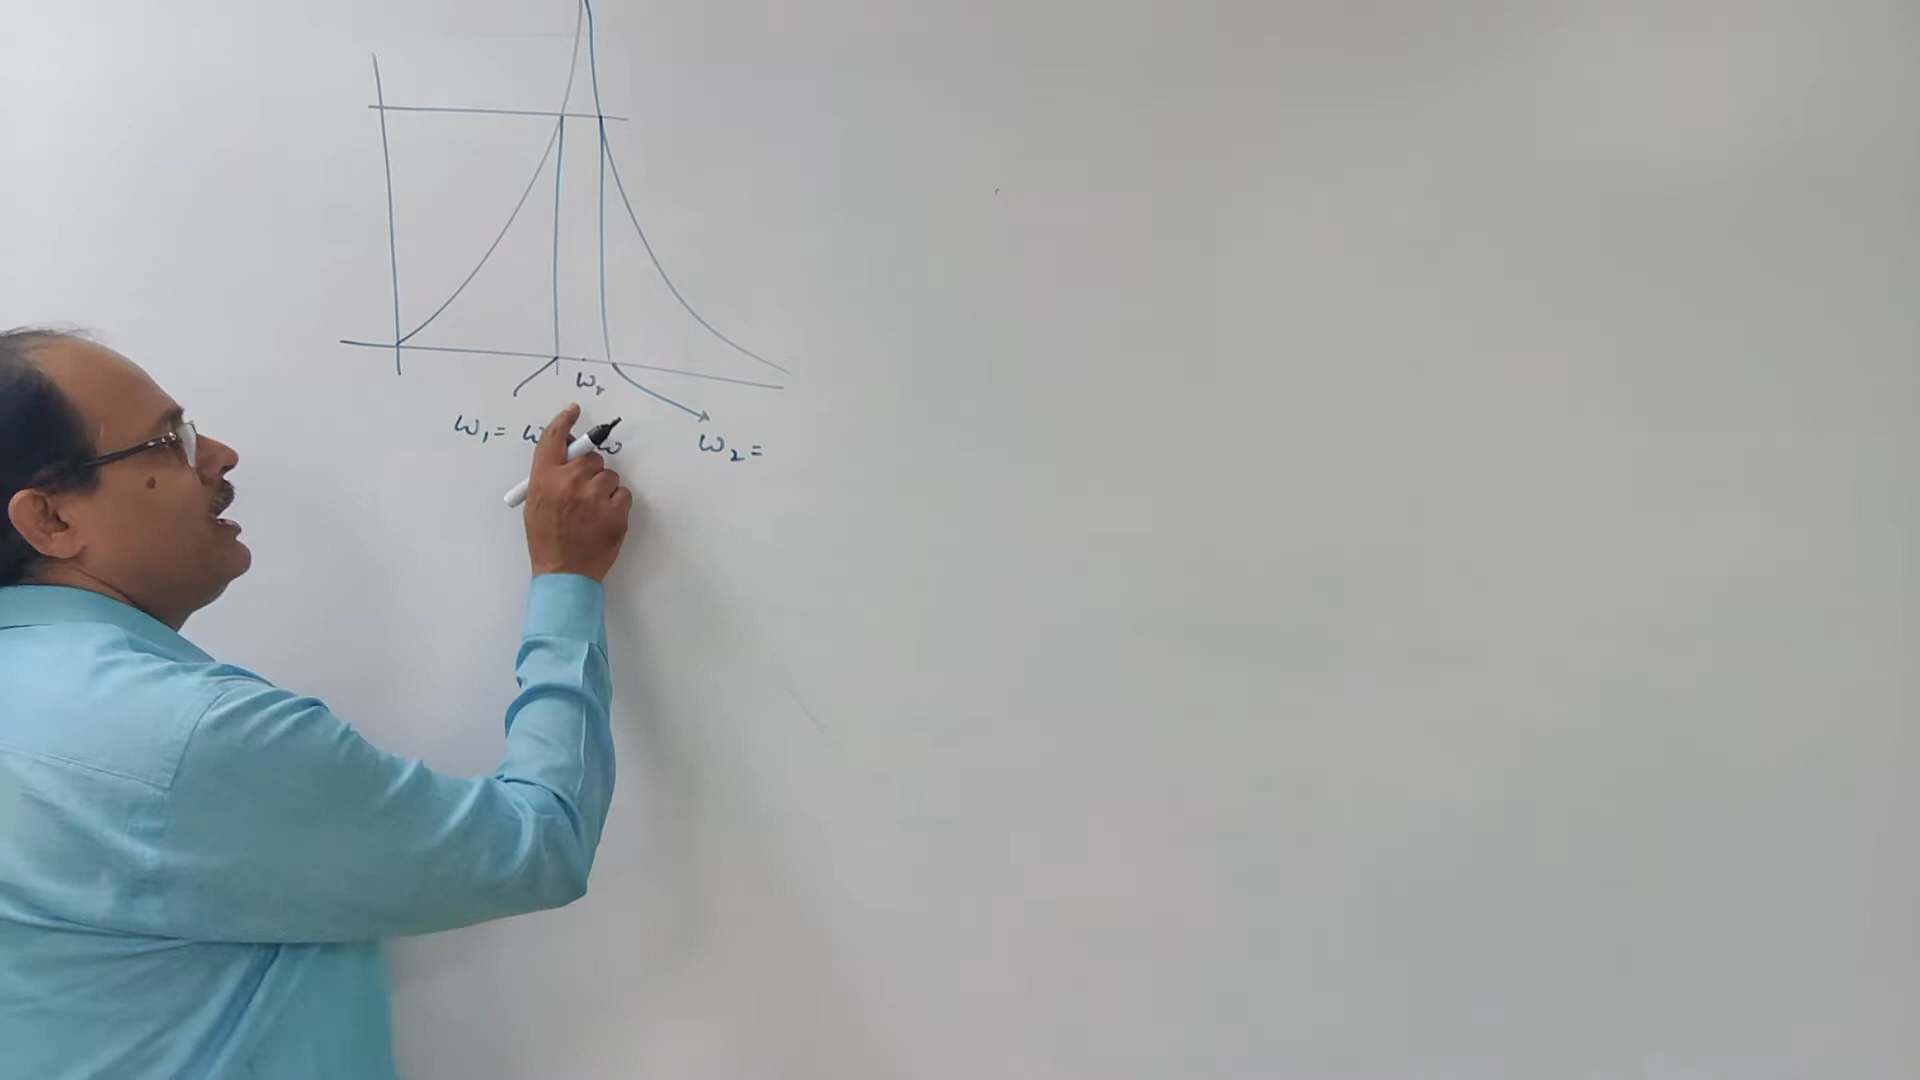 ωᵣ
ω₁ = ω ω
ω₂ =